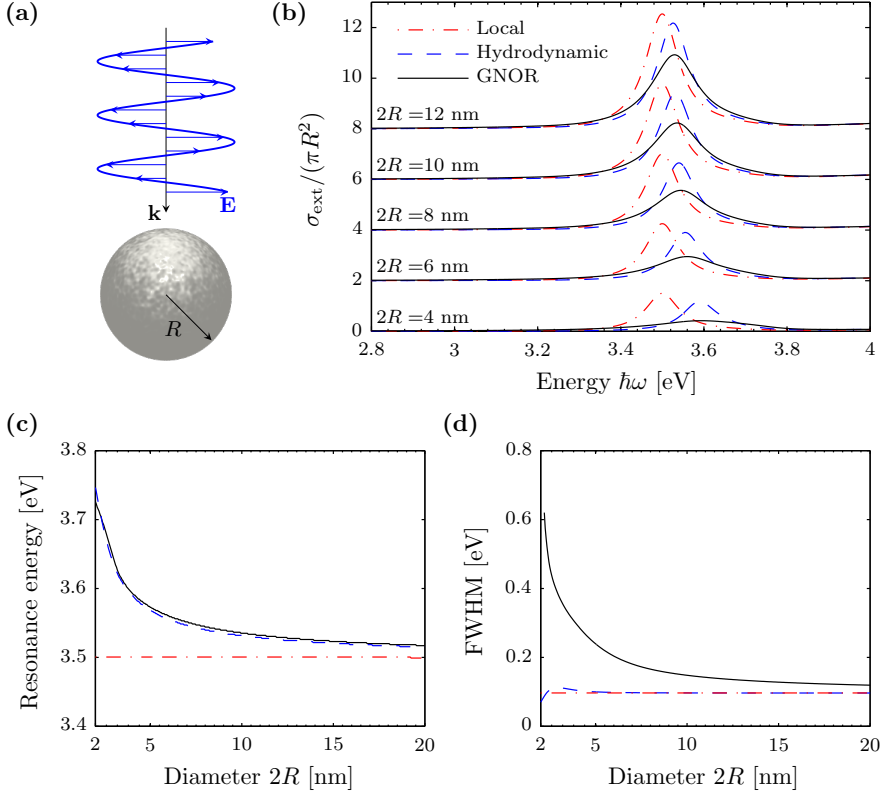 (a)
E
k
R
(b)
Local
Hydrodynamic
GNOR
2R = 12 nm
2R = 10 nm
2R = 8 nm
2R = 6 nm
2R = 4 nm
σext/(πR²)
12
10
8
6
4
2
0
2.8 3 3.2 3.4 3.6 3.8 4
Energy ħω [eV]
(c)
Resonance energy [eV]
3.8
3.7
3.6
3.5
3.4
2 5 10 15 20
Diameter 2R [nm]
(d)
FWHM [eV]
0.8
0.6
0.4
0.2
0
2 5 10 15 20
Diameter 2R [nm]